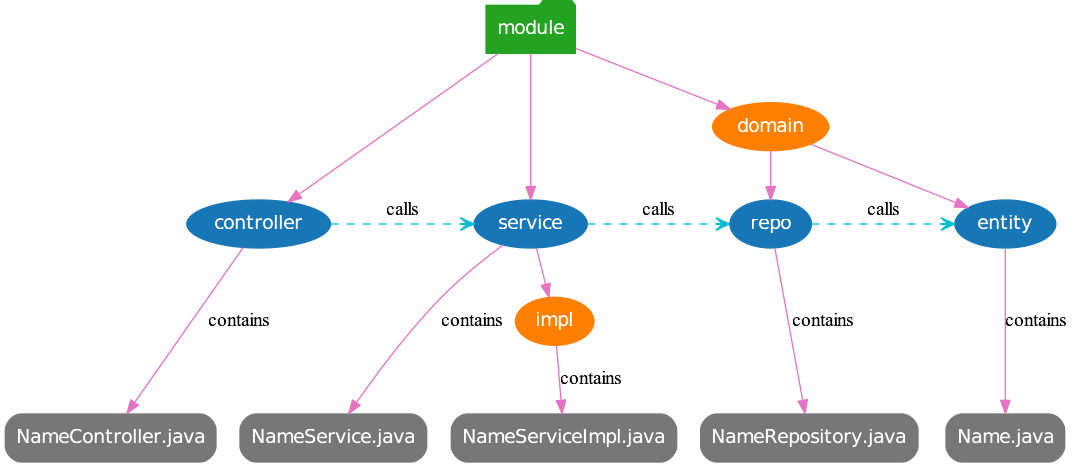 module
domain
controller
calls
service
calls
repo
calls
entity
contains
contains
impl
contains
contains
contains
NameController.java
NameService.java
NameServiceImpl.java
NameRepository.java
Name.java